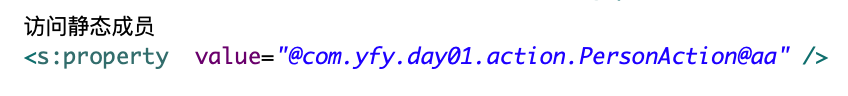 访问静态成员
<s:property  value="@com.yfy.day01.action.PersonAction@aa" />